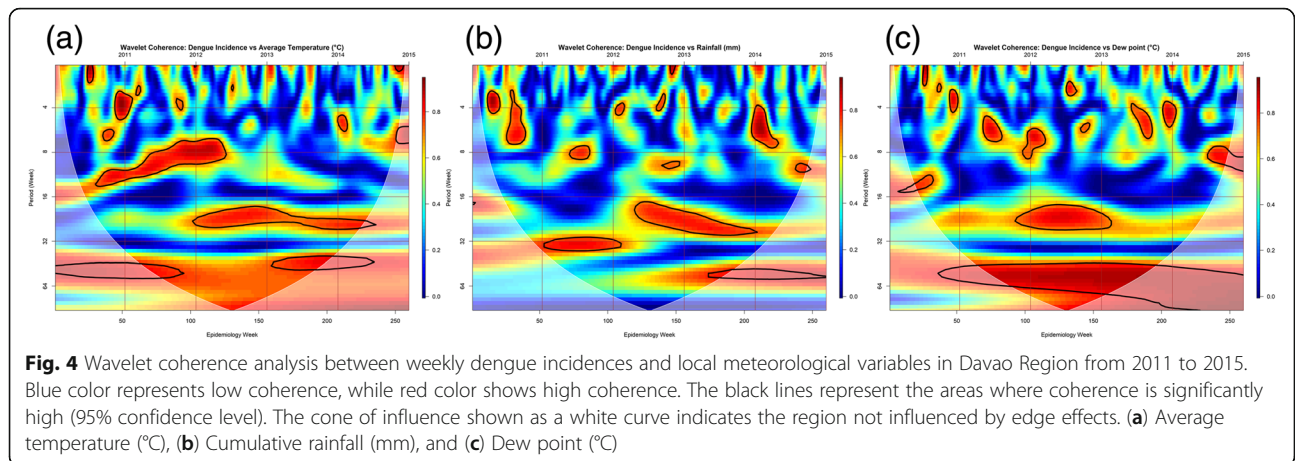 (a)
Wavelet Coherence: Dengue Incidence vs Average Temperature (°C)
2011 2012 2013 2014 2015
4
8
16
32
64
Period (Week)
50 100 150 200 250
Epidemiology Week
0.8
0.6
0.4
0.2
0.0
(b)
Wavelet Coherence: Dengue Incidence vs Rainfall (mm)
2011 2012 2013 2014 2015
4
8
16
32
64
Period (Week)
50 100 150 200 250
Epidemiology Week
0.8
0.6
0.4
0.2
0.0
(c)
Wavelet Coherence: Dengue Incidence vs Dew point (°C)
2011 2012 2013 2014 2015
4
8
16
32
64
Period (Week)
50 100 150 200 250
Epidemiology Week
0.8
0.6
0.4
0.2
0.0
Fig. 4 Wavelet coherence analysis between weekly dengue incidences and local meteorological variables in Davao Region from 2011 to 2015.
Blue color represents low coherence, while red color shows high coherence. The black lines represent the areas where coherence is significantly
high (95% confidence level). The cone of influence shown as a white curve indicates the region not influenced by edge effects. (a) Average
temperature (°C), (b) Cumulative rainfall (mm), and (c) Dew point (°C)